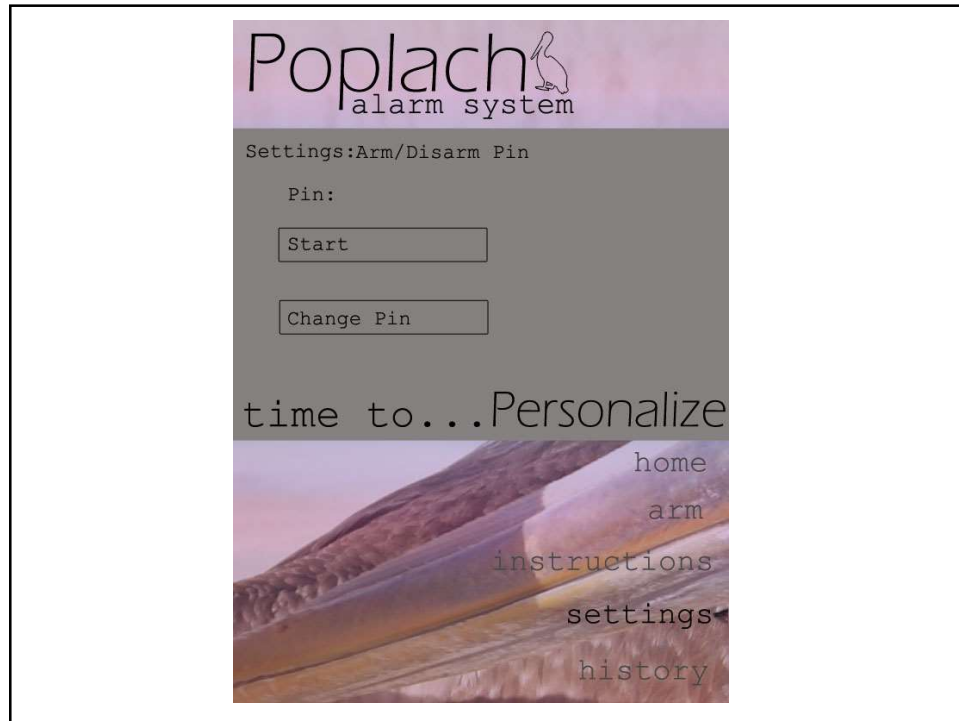 Poplach
alarm system
Settings:Arm/Disarm Pin
Pin:
Start
Change Pin
time to...Personalize
home
arm
instructions
settings
history